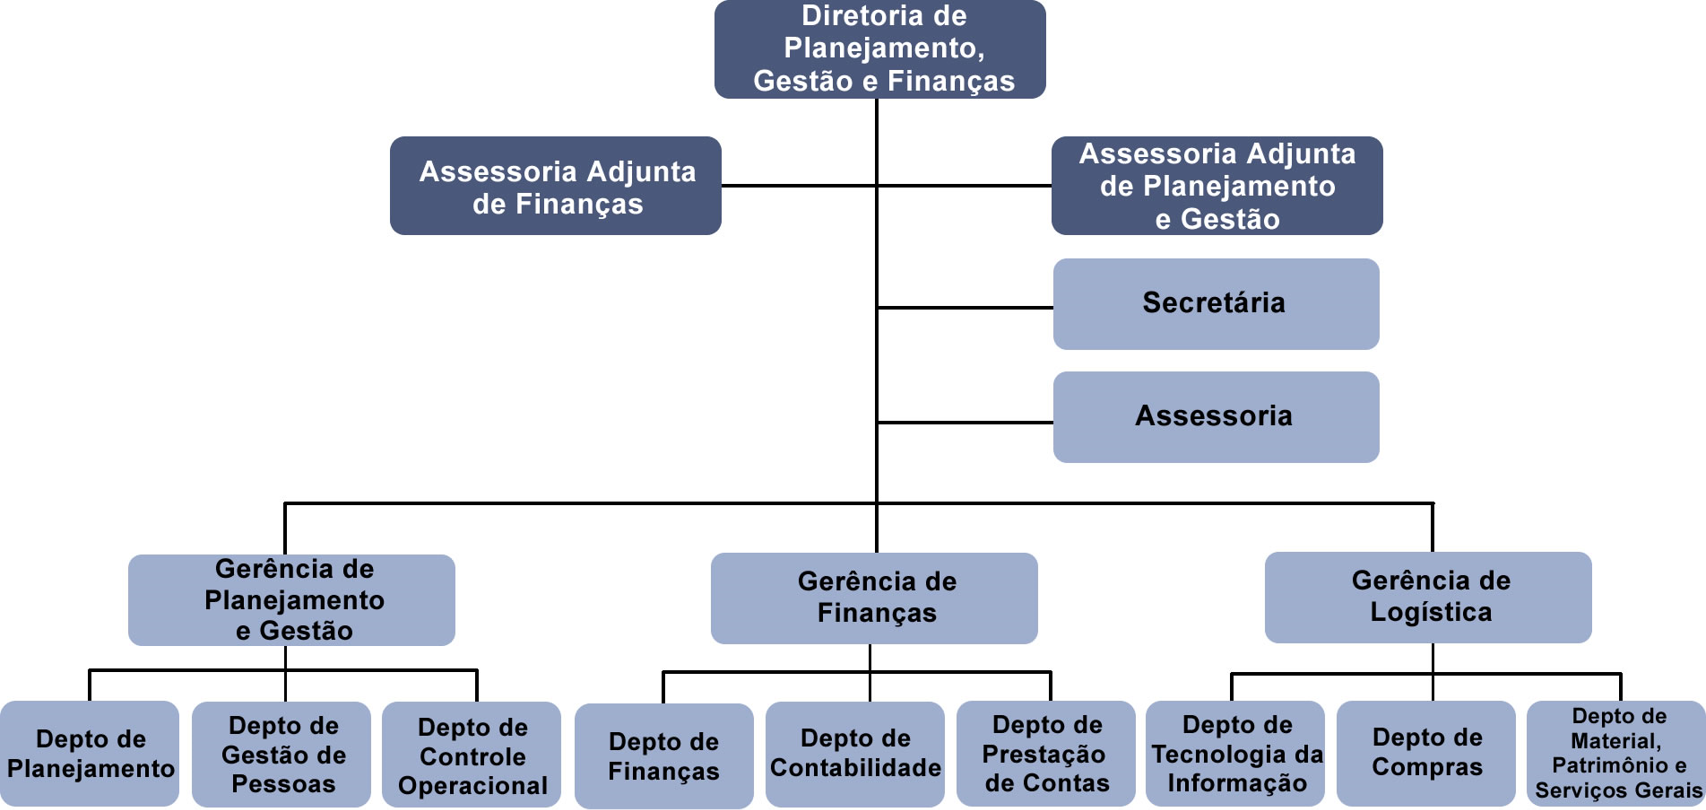 Diretoria de
Planejamento,
Gestão e Finanças
Assessoria Adjunta
de Finanças
Assessoria Adjunta
de Planejamento
e Gestão
Secretária
Assessoria
Gerência de
Planejamento
e Gestão
Gerência de
Finanças
Gerência de
Logística
Depto de
Planejamento
Depto de
Gestão de
Pessoas
Depto de
Controle
Operacional
Depto de
Finanças
Depto de
Contabilidade
Depto de
Prestação
de Contas
Depto de
Tecnologia da
Informação
Depto de
Compras
Depto de
Material,
Patrimônio e
Serviços Gerais